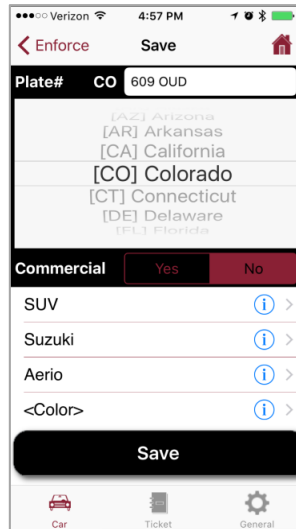 Verizon 4:57 PM
Enforce Save
Plate# CO 609 OUD
[AZ] Arizona
[AR] Arkansas
[CA] California
[CO] Colorado
[CT] Connecticut
[DE] Delaware
[FL] Florida
Commercial Yes No
SUV
Suzuki
Aerio
<Color>
Save
Car Ticket General